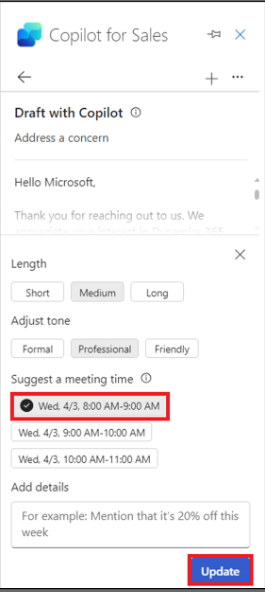 Copilot for Sales
Draft with Copilot
Address a concern
Hello Microsoft,
Thank you for reaching out to us. We
Length
Short Medium Long
Adjust tone
Formal Professional Friendly
Suggest a meeting time
Wed, 4/3, 8:00 AM-9:00 AM
Wed, 4/3, 9:00 AM-10:00 AM
Wed, 4/3, 10:00 AM-11:00 AM
Add details
For example: Mention that it's 20% off this
week
Update